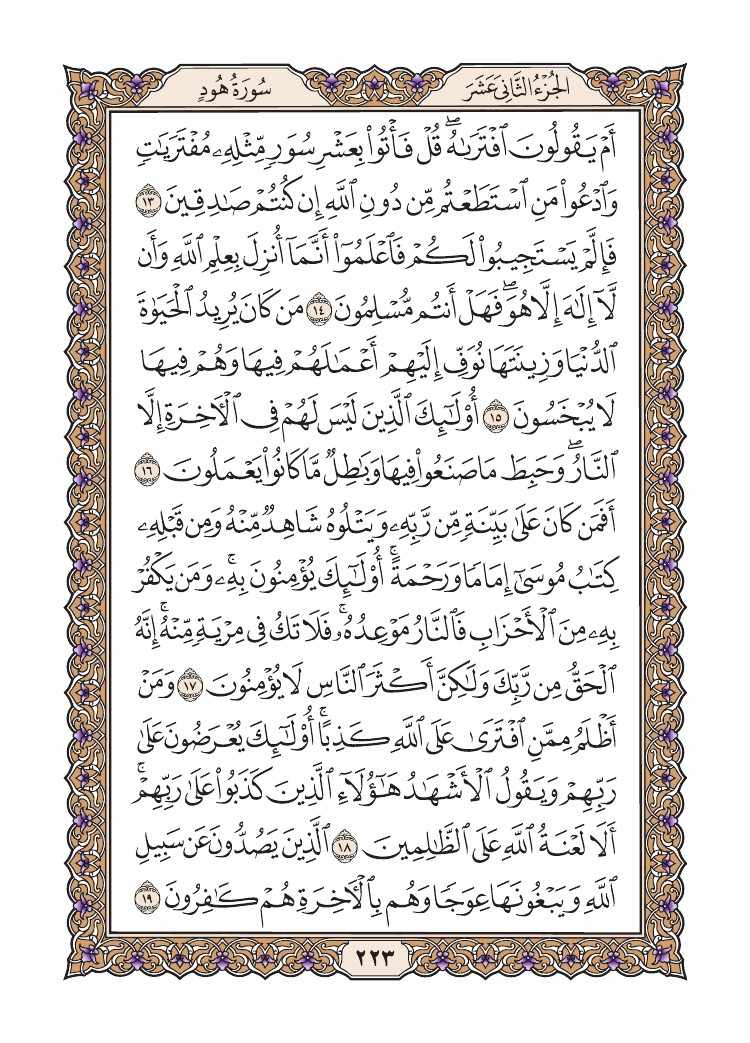 الجُزْءُ الثَّانِيَ عَشَرَ
سُورَةُ هُودٍ
أَمْ يَقُولُونَ ٱفْتَرَىٰهُۖ قُلْ فَأْتُواْ بِعَشْرِ سُوَرٍ مِّثْلِهِۦ مُفْتَرَيَٰتٍ
وَٱدْعُواْ مَنِ ٱسْتَطَعْتُم مِّن دُونِ ٱللَّهِ إِن كُنتُمْ صَٰدِقِينَ ١٣
فَإِلَّمْ يَسْتَجِيبُواْ لَكُمْ فَٱعْلَمُوٓاْ أَنَّمَآ أُنزِلَ بِعِلْمِ ٱللَّهِ وَأَن
لَّآ إِلَٰهَ إِلَّا هُوَۖ فَهَلْ أَنتُم مُّسْلِمُونَ ١٤ مَن كَانَ يُرِيدُ ٱلْحَيَوٰةَ
ٱلدُّنْيَا وَزِينَتَهَا نُوَفِّ إِلَيْهِمْ أَعْمَٰلَهُمْ فِيهَا وَهُمْ فِيهَا
لَا يُبْخَسُونَ ١٥ أُوْلَٰٓئِكَ ٱلَّذِينَ لَيْسَ لَهُمْ فِي ٱلْأٓخِرَةِ إِلَّا
ٱلنَّارُۖ وَحَبِطَ مَا صَنَعُواْ فِيهَا وَبَٰطِلٌ مَّا كَانُواْ يَعْمَلُونَ ١٦
أَفَمَن كَانَ عَلَىٰ بَيِّنَةٍ مِّن رَّبِّهِۦ وَيَتْلُوهُ شَاهِدٌ مِّنْهُ وَمِن قَبْلِهِۦ
كِتَٰبُ مُوسَىٰٓ إِمَامًا وَرَحْمَةًۚ أُوْلَٰٓئِكَ يُؤْمِنُونَ بِهِۦۚ وَمَن يَكْفُرْ
بِهِۦ مِنَ ٱلْأَحْزَابِ فَٱلنَّارُ مَوْعِدُهُۥۚ فَلَا تَكُ فِي مِرْيَةٍ مِّنْهُۚ إِنَّهُ
ٱلْحَقُّ مِن رَّبِّكَ وَلَٰكِنَّ أَكْثَرَ ٱلنَّاسِ لَا يُؤْمِنُونَ ١٧ وَمَنْ
أَظْلَمُ مِمَّنِ ٱفْتَرَىٰ عَلَى ٱللَّهِ كَذِبًاۚ أُوْلَٰٓئِكَ يُعْرَضُونَ عَلَىٰ
رَبِّهِمْ وَيَقُولُ ٱلْأَشْهَٰدُ هَٰٓؤُلَآءِ ٱلَّذِينَ كَذَبُواْ عَلَىٰ رَبِّهِمْۚ
أَلَا لَعْنَةُ ٱللَّهِ عَلَى ٱلظَّٰلِمِينَ ١٨ ٱلَّذِينَ يَصُدُّونَ عَن سَبِيلِ
ٱللَّهِ وَيَبْغُونَهَا عِوَجًا وَهُم بِٱلْأٓخِرَةِ هُمْ كَٰفِرُونَ ١٩
٢٢٣